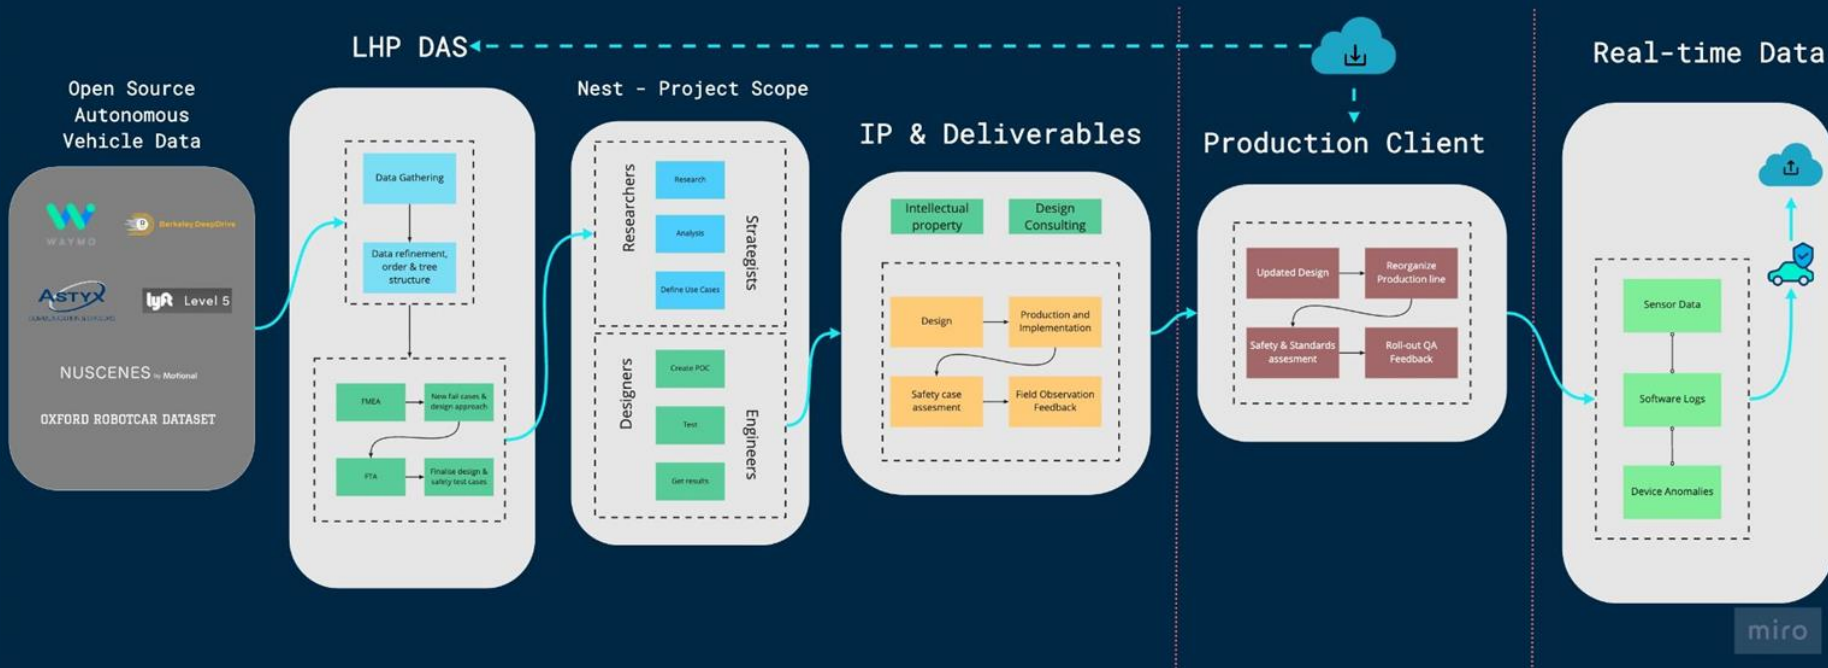 LHP DAS
Real-time Data
Open Source
Autonomous
Vehicle Data
Nest - Project Scope
IP & Deliverables
Production Client
WAYMO
Berkeley DeepDrive
ASTYX
lyft Level 5
NUSCENES by Motional
OXFORD ROBOTCAR DATASET
Data Gathering
Data refinement,
order & tree
structure
FMEA
New fail cases &
design approach
FTA
Finalise design &
safety test cases
Researchers
Research
Analysis
Define Use Cases
Strategists
Designers
Create POC
Test
Get results
Engineers
Intellectual
property
Design
Consulting
Design
Production and
Implementation
Safety case
assesment
Field Observation
Feedback
Updated Design
Reorganize
Production line
Safety & Standards
assesment
Roll-out QA
Feedback
Sensor Data
Software Logs
Device Anomalies
miro